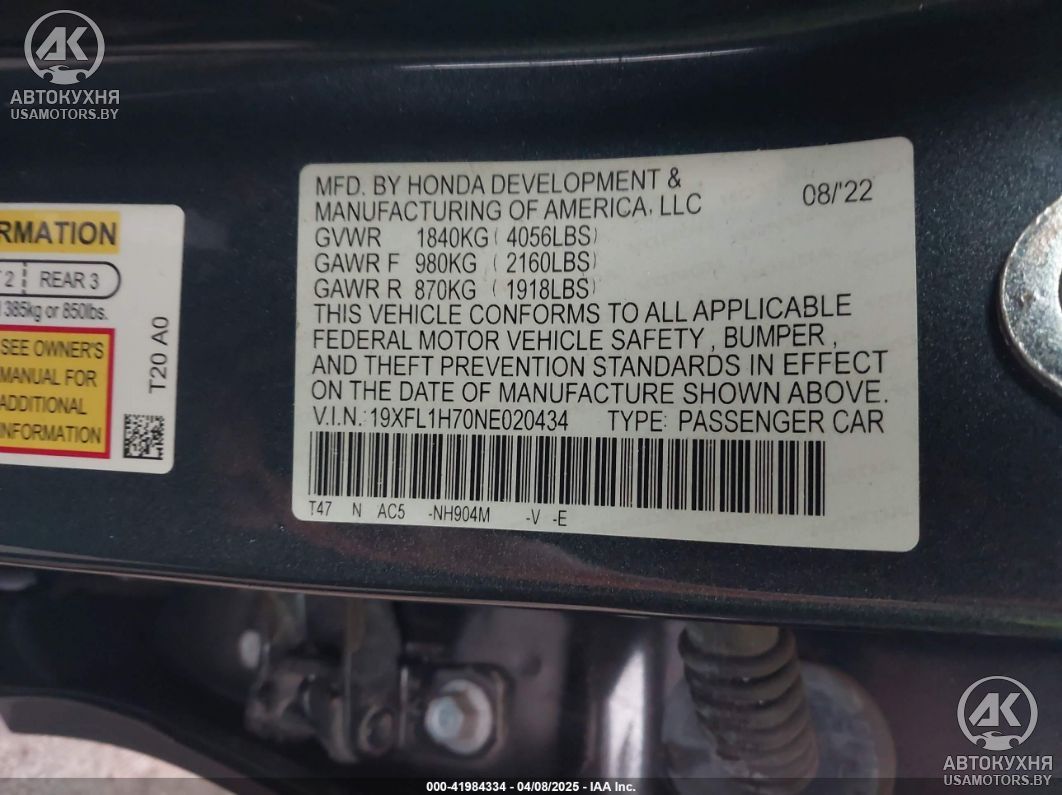 АК
АВТОКУХНЯ
USAMOTORS.BY
RMATION
2 REAR 3
385kg or 850lbs.
SEE OWNER'S
MANUAL FOR
ADDITIONAL
INFORMATION
T20 A0
MFD. BY HONDA DEVELOPMENT &
MANUFACTURING OF AMERICA, LLC 08/'22
GVWR 1840KG ( 4056LBS)
GAWR F 980KG ( 2160LBS)
GAWR R 870KG ( 1918LBS)
THIS VEHICLE CONFORMS TO ALL APPLICABLE
FEDERAL MOTOR VEHICLE SAFETY , BUMPER ,
AND THEFT PREVENTION STANDARDS IN EFFECT
ON THE DATE OF MANUFACTURE SHOWN ABOVE.
V.I.N.: 19XFL1H70NE020434 TYPE: PASSENGER CAR
T47 N AC5 -NH904M -V -E
АК
АВТОКУХНЯ
USAMOTORS.BY
000-41984334 - 04/08/2025 - IAA Inc.